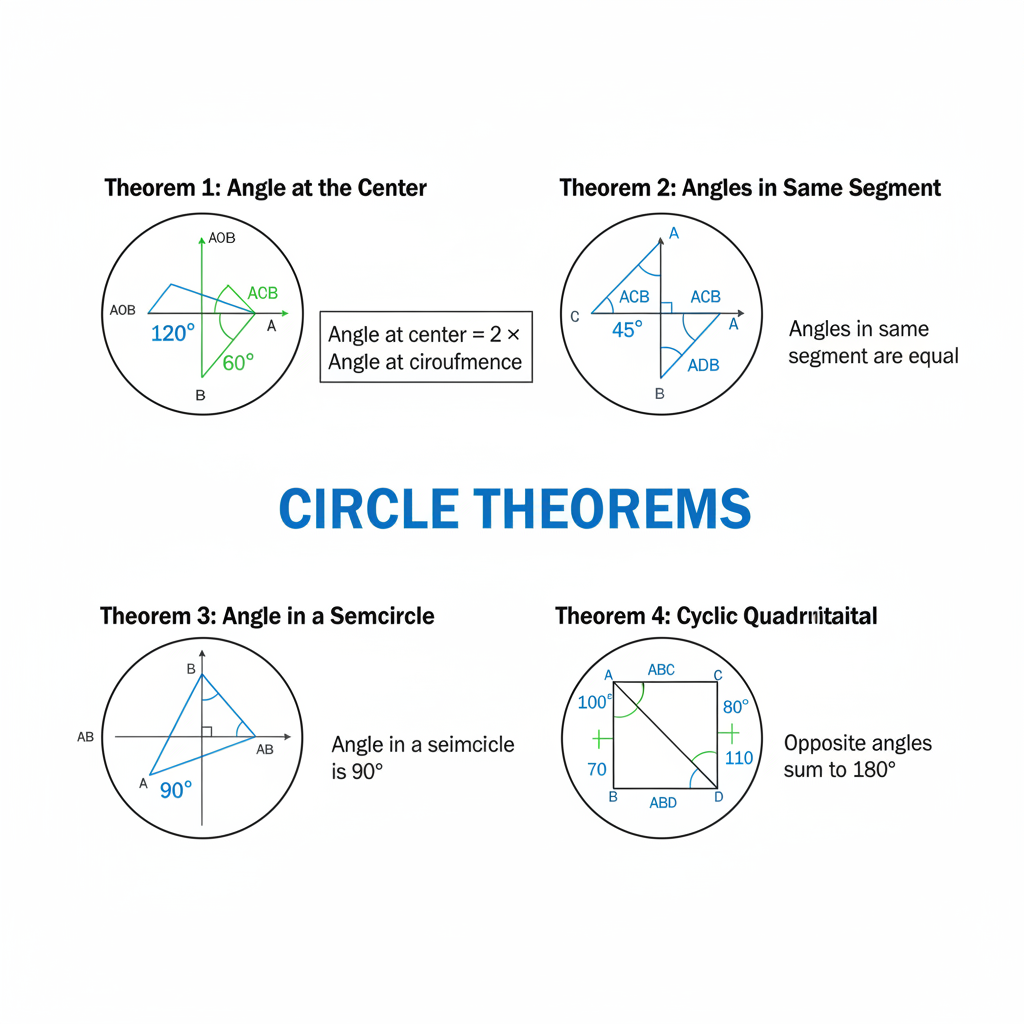 Theorem 1: Angle at the Center
AOB
AOB
ACB
120°
A
60°
B
Angle at center = 2 ×
Angle at ciroufmence
Theorem 2: Angles in Same Segment
A
ACB
ACB
C
45°
A
ADB
B
Angles in same
segment are equal
CIRCLE THEOREMS
Theorem 3: Angle in a Semcircle
B
AB
AB
A
90°
Angle in a seimcicle
is 90°
Theorem 4: Cyclic Quadrıtaital
A
ABC
C
100°
80°
70
110
B
ABD
D
Opposite angles
sum to 180°